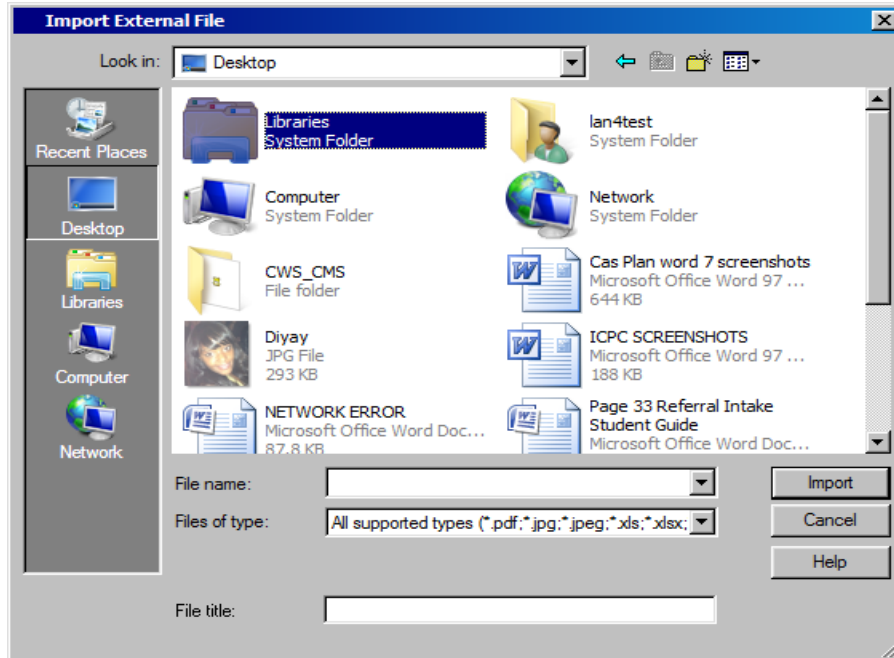 Import External File
Look in:
Desktop
Recent Places
Desktop
Libraries
Computer
Network
Libraries
System Folder
lan4test
System Folder
Computer
System Folder
Network
System Folder
CWS_CMS
File folder
Cas Plan word 7 screenshots
Microsoft Office Word 97 ...
644 KB
Diyay
JPG File
293 KB
ICPC SCREENSHOTS
Microsoft Office Word 97 ...
188 KB
NETWORK ERROR
Microsoft Office Word Doc...
87.8 KB
Page 33 Referral Intake
Student Guide
Microsoft Office Word Doc...
File name:
Import
Files of type:
All supported types (*.pdf;*.jpg;*.jpeg;*.xls;*.xlsx;
Cancel
Help
File title: